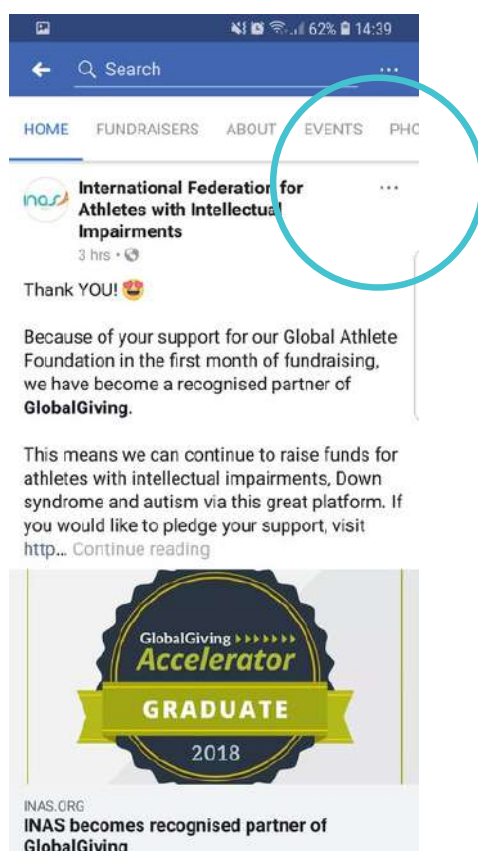 62% 14:39
Search
HOME FUNDRAISERS ABOUT EVENTS PHO
inas
International Federation for
Athletes with Intellectual
Impairments
3 hrs •
Thank YOU! 😍
Because of your support for our Global Athlete
Foundation in the first month of fundraising,
we have become a recognised partner of
GlobalGiving.
This means we can continue to raise funds for
athletes with intellectual impairments, Down
syndrome and autism via this great platform. If
you would like to pledge your support, visit
http... Continue reading
GlobalGiving
Accelerator
GRADUATE
2018
INAS.ORG
INAS becomes recognised partner of
GlobalGiving